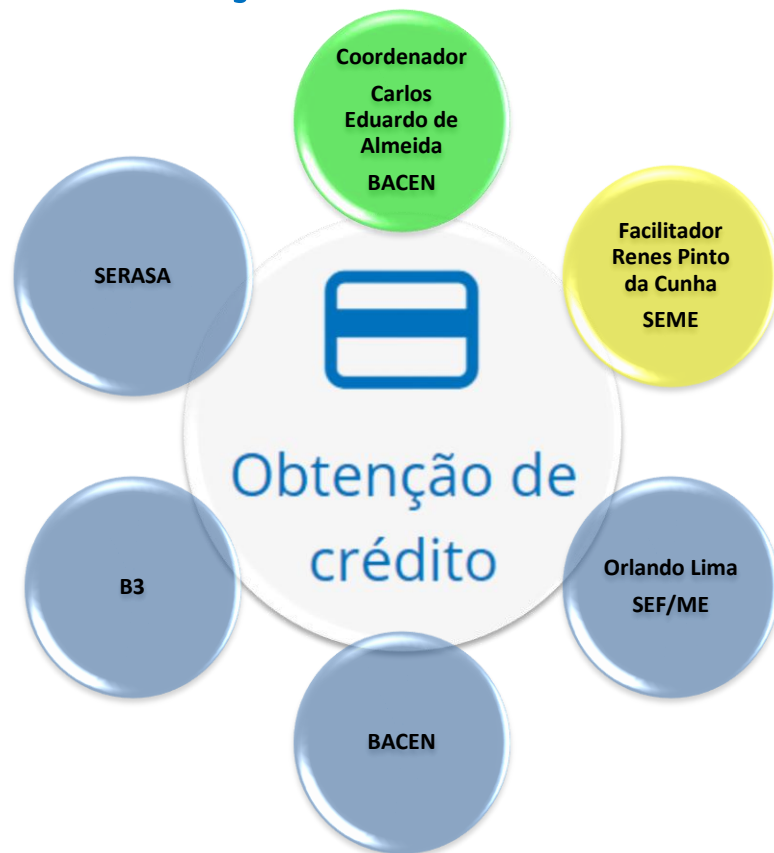 Coordenador
Carlos
Eduardo de
Almeida
BACEN
SERASA
Facilitador
Renes Pinto
da Cunha
SEME
Obtenção de
crédito
B3
Orlando Lima
SEF/ME
BACEN